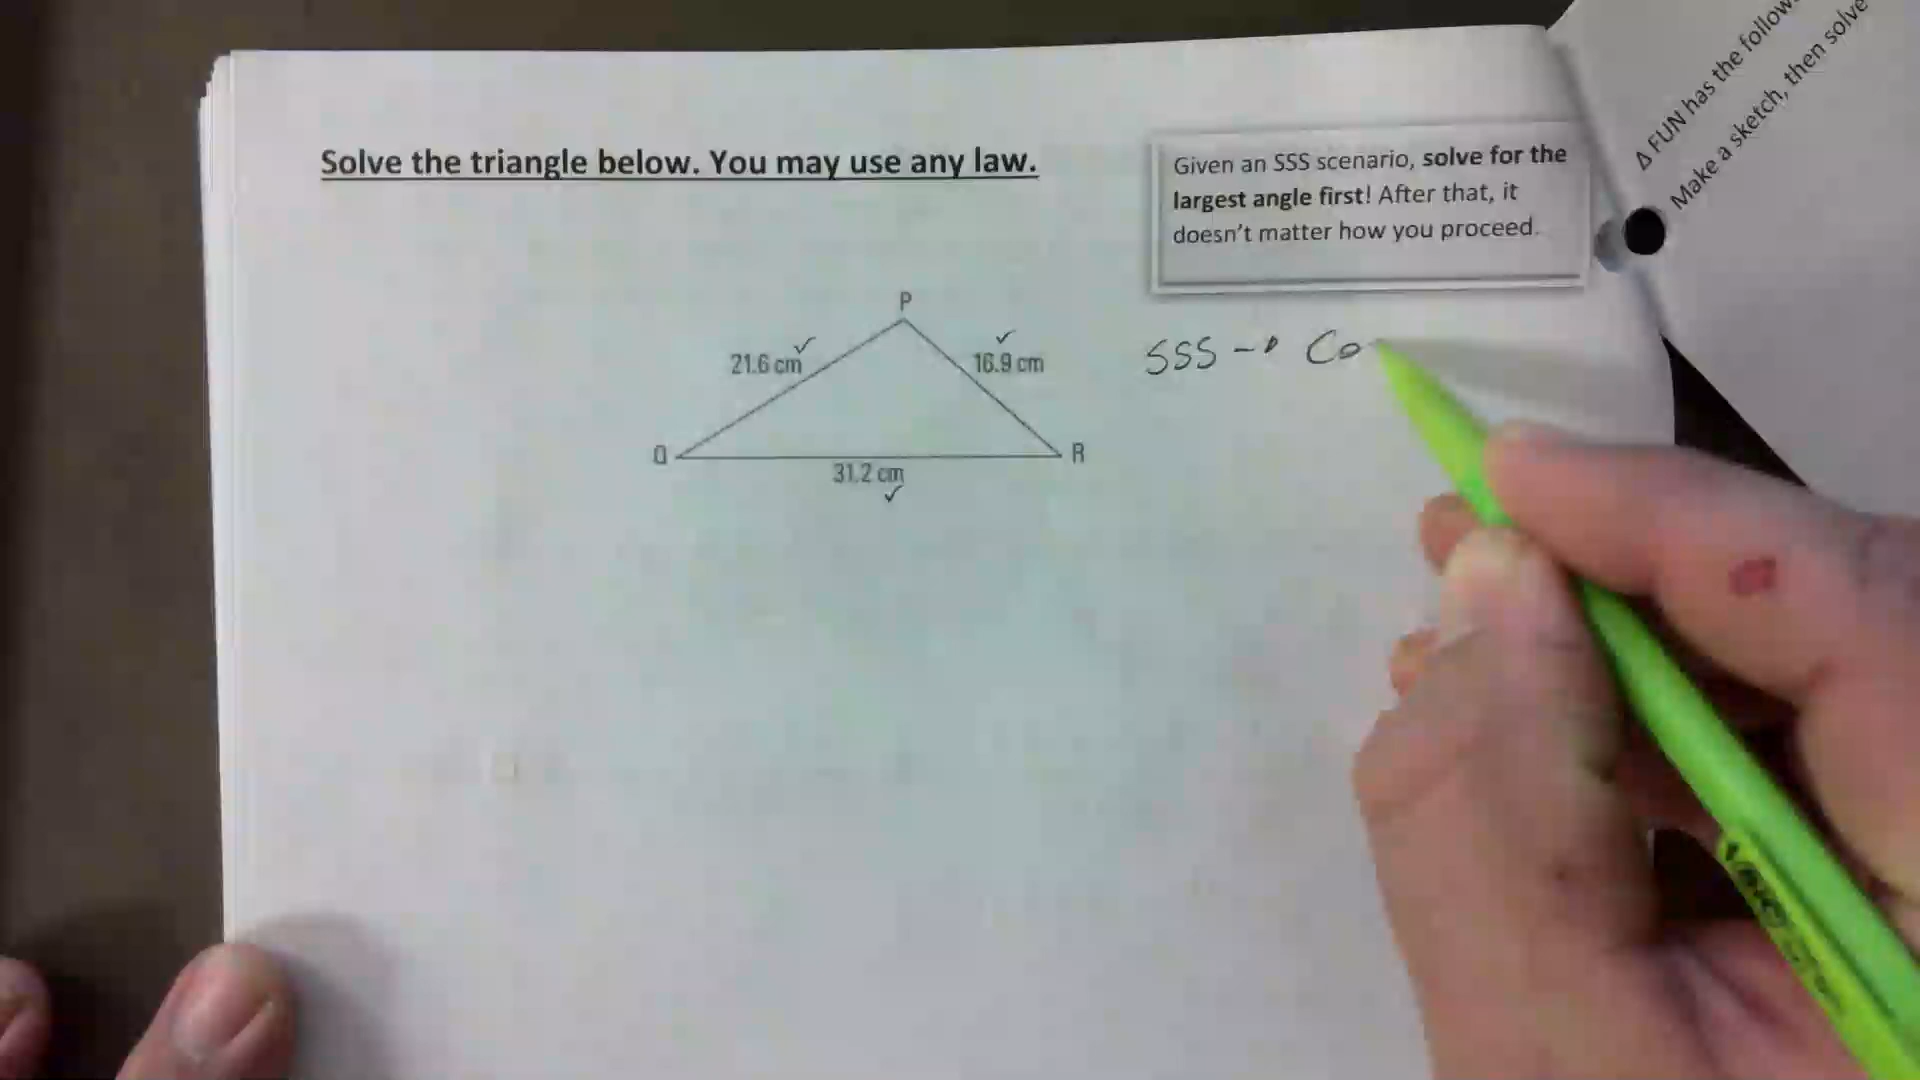 Solve the triangle below. You may use any law.
Given an SSS scenario, solve for the
largest angle first! After that, it
doesn't matter how you proceed.
Δ FUN has the follow
Make a sketch, then solve
P
21.6 cm ✓
16.9 cm ✓
Q
R
31.2 cm
✓
SSS → Co